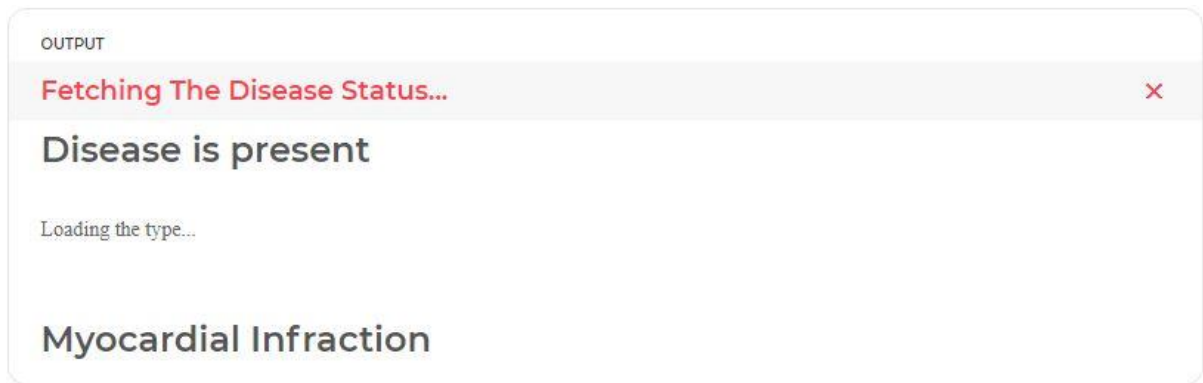 OUTPUT
Fetching The Disease Status...
Disease is present
Loading the type...
Myocardial Infraction